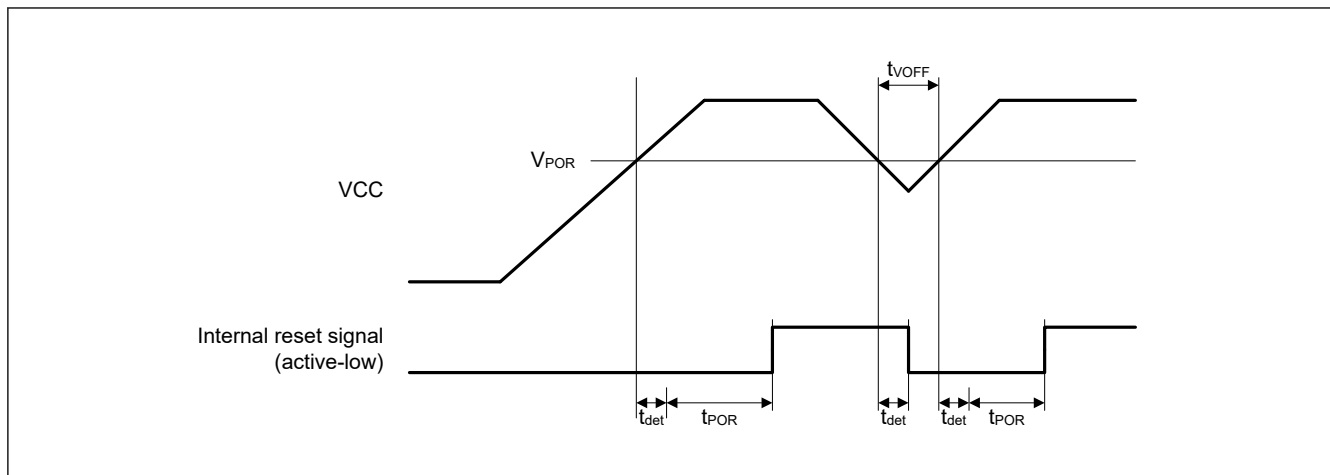 tVOFF
VPOR
VCC
Internal reset signal
(active-low)
tdet tPOR tdet tdet tPOR